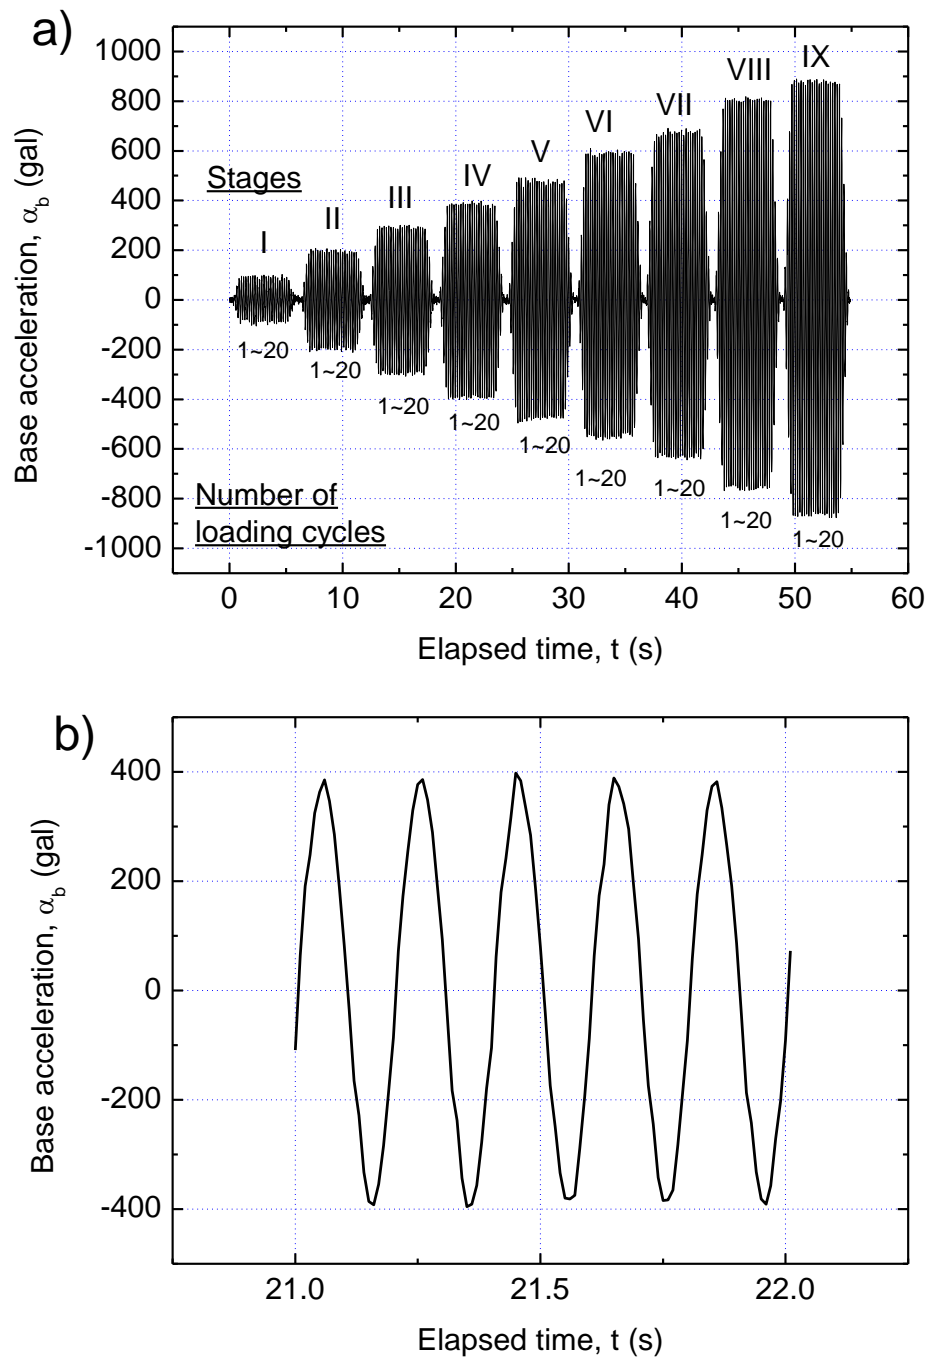 a)
1000
800
600
400
200
0
-200
-400
-600
-800
-1000
Base acceleration, α_b (gal)
Stages
I
II
III
IV
V
VI
VII
VIII
IX
1~20
1~20
1~20
1~20
1~20
1~20
1~20
1~20
1~20
Number of
loading cycles
0 10 20 30 40 50 60
Elapsed time, t (s)
b)
400
200
0
-200
-400
Base acceleration, α_b (gal)
21.0 21.5 22.0
Elapsed time, t (s)